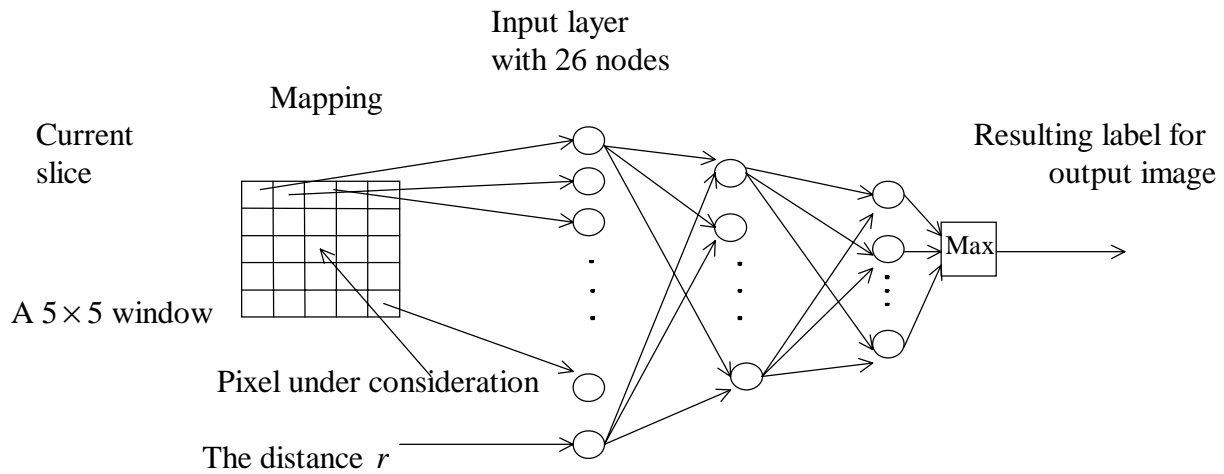 Input layer
with 26 nodes
Mapping
Current
slice
Resulting label for
output image
Max
A 5 × 5 window
Pixel under consideration
The distance r